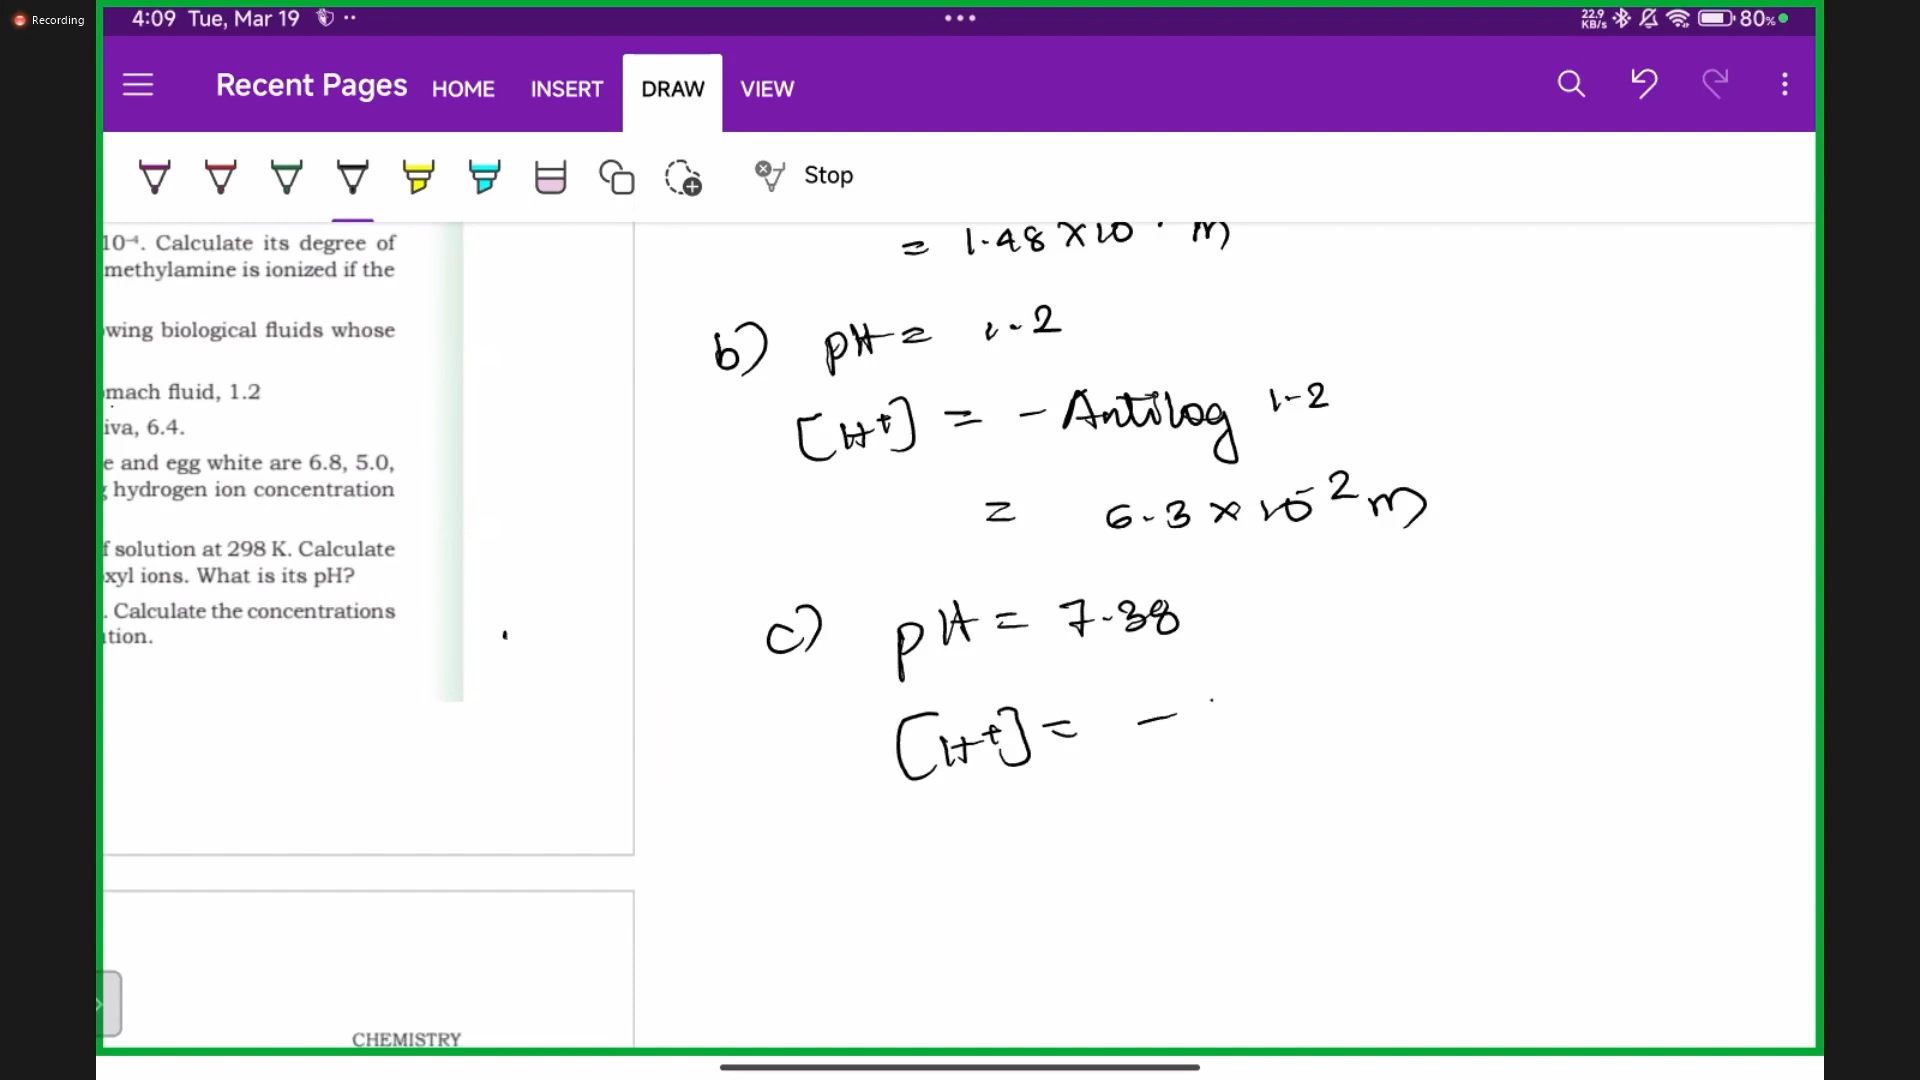 Recording
4:09 Tue, Mar 19
22.9 KB/s 80%
Recent Pages HOME INSERT DRAW VIEW
Stop
10⁻⁴. Calculate its degree of
methylamine is ionized if the
wing biological fluids whose
mach fluid, 1.2
iva, 6.4.
e and egg white are 6.8, 5.0,
hydrogen ion concentration
f solution at 298 K. Calculate
xyl ions. What is its pH?
. Calculate the concentrations
tion.
CHEMISTRY
= 1.48 × 10 M
b) pH = 1.2
[H⁺] = - Antilog 1.2
= 6.3 × 10⁻² M
c) pH = 7.38
[H⁺] = -